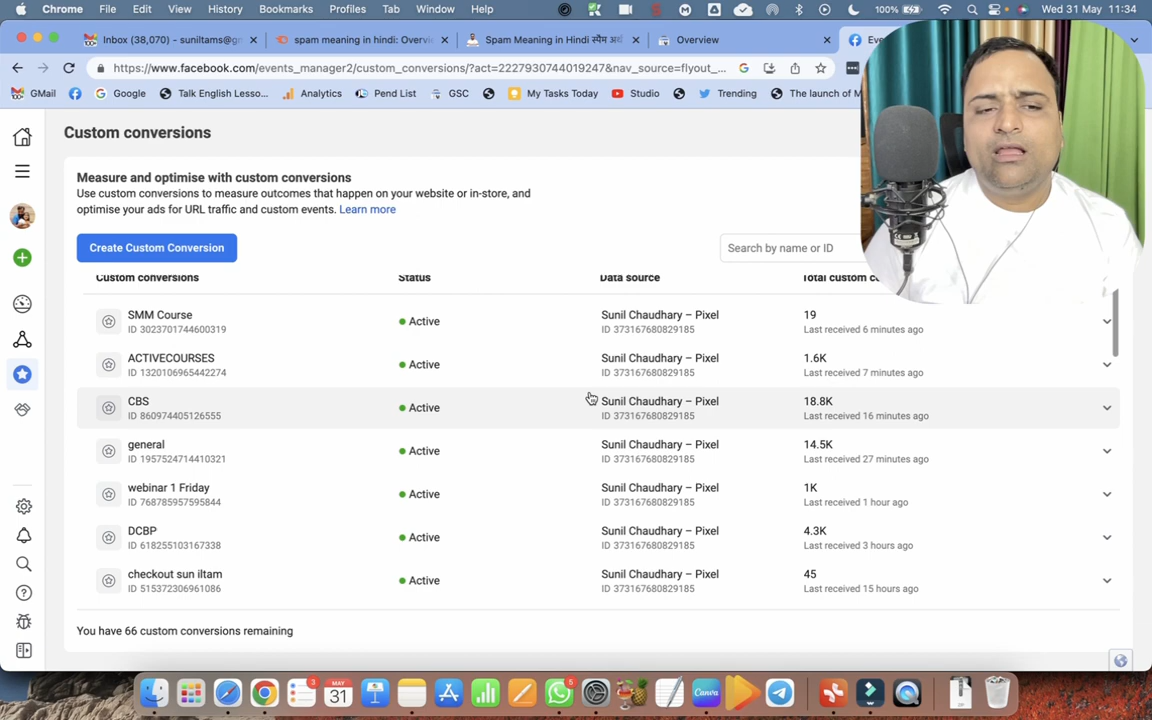 Chrome File Edit View History Bookmarks Profiles Tab Window Help 100% Wed 31 May 11:34
Inbox (38,070) - suniltams@g
spam meaning in hindi: Overvi
Spam Meaning in Hindi स्पैम अर्थ
Overview
Eve
https://www.facebook.com/events_manager2/custom_conversions/?act=2227930744019247&nav_source=flyout_...
GMail Google Talk English Lesso... Analytics Pend List GSC My Tasks Today Studio Trending The launch of M
Custom conversions
Measure and optimise with custom conversions
Use custom conversions to measure outcomes that happen on your website or in-store, and
optimise your ads for URL traffic and custom events. Learn more
Create Custom Conversion
Search by name or ID
Custom conversions Status Data source Total custom co
SMM Course Active Sunil Chaudhary – Pixel 19
ID 3023701744600319 ID 373167680829185 Last received 6 minutes ago
ACTIVECOURSES Active Sunil Chaudhary – Pixel 1.6K
ID 1320106965442274 ID 373167680829185 Last received 7 minutes ago
CBS Active Sunil Chaudhary – Pixel 18.8K
ID 860974405126555 ID 373167680829185 Last received 16 minutes ago
general Active Sunil Chaudhary – Pixel 14.5K
ID 1957524714410321 ID 373167680829185 Last received 27 minutes ago
webinar 1 Friday Active Sunil Chaudhary – Pixel 1K
ID 768785957595844 ID 373167680829185 Last received 1 hour ago
DCBP Active Sunil Chaudhary – Pixel 4.3K
ID 618255103167338 ID 373167680829185 Last received 3 hours ago
checkout sun iltam Active Sunil Chaudhary – Pixel 45
ID 515372306961086 ID 373167680829185 Last received 15 hours ago
You have 66 custom conversions remaining
3
MAY
31
5
Canva